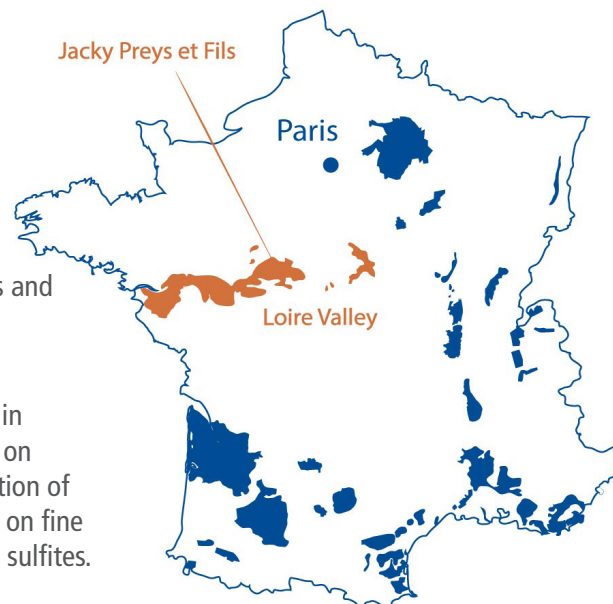 Jacky Preys et Fils
Paris
s and
Loire Valley
in
on
tion of
on fine
sulfites.